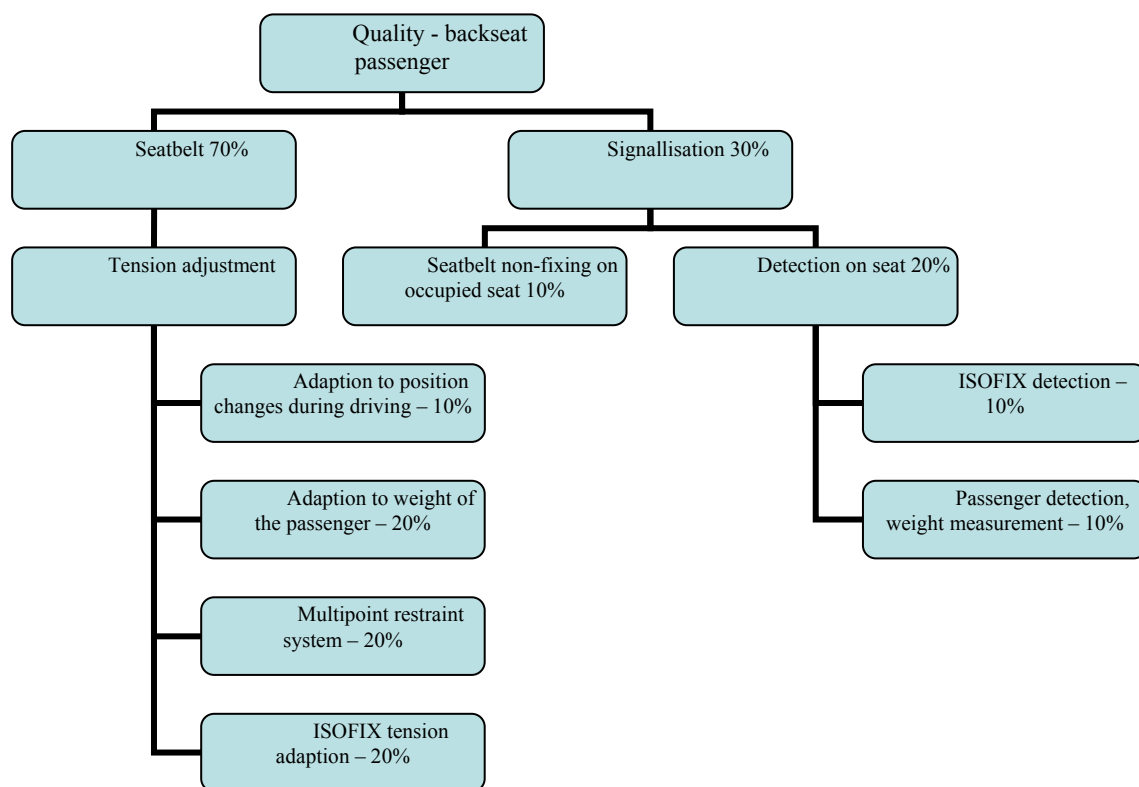 Quality - backseat
passenger
Seatbelt 70%
Signallisation 30%
Tension adjustment
Seatbelt non-fixing on
occupied seat 10%
Detection on seat 20%
Adaption to position
changes during driving – 10%
ISOFIX detection –
10%
Adaption to weight of
the passenger – 20%
Passenger detection,
weight measurement – 10%
Multipoint restraint
system – 20%
ISOFIX tension
adaption – 20%